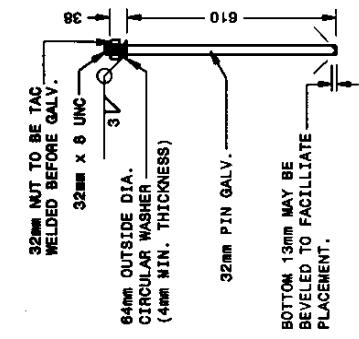 38
610
32mm NUT TO BE TAC
WELDED BEFORE GALV.
32mm x 8 UNC
3
64mm OUTSIDE DIA.
CIRCULAR WASHER
(4mm MIN. THICKNESS)
32mm PIN GALV.
BOTTOM 13mm MAY BE
BEVELED TO FACILLIATE
PLACEMENT.